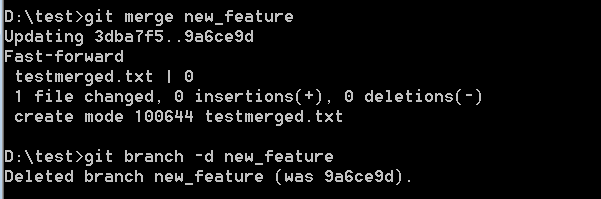 D:\test>git merge new_feature
Updating 3dba7f5..9a6ce9d
Fast-forward
 testmerged.txt | 0
 1 file changed, 0 insertions(+), 0 deletions(-)
 create mode 100644 testmerged.txt
D:\test>git branch -d new_feature
Deleted branch new_feature (was 9a6ce9d).